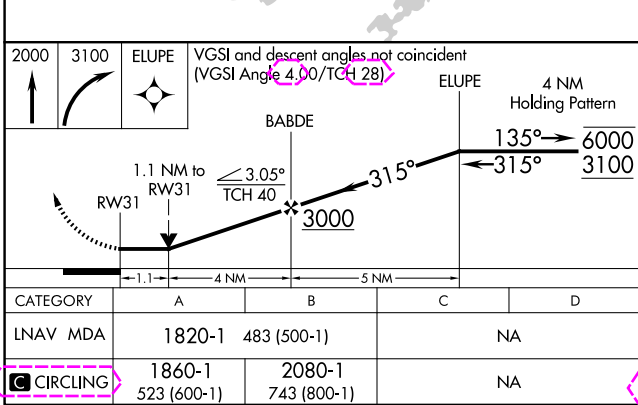 2000 3100 ELUPE VGSI and descent angles not coincident
(VGSI Angle 4.00/TCH 28)
ELUPE 4 NM
Holding Pattern
BABDE
135° 6000
315° 3100
1.1 NM to
RW31
3.05°
TCH 40
315°
RW31
3000
1.1 4 NM 5 NM
CATEGORY A B C D
LNAV MDA 1820-1 483 (500-1) NA
C CIRCLING 1860-1 2080-1 NA
523 (600-1) 743 (800-1)